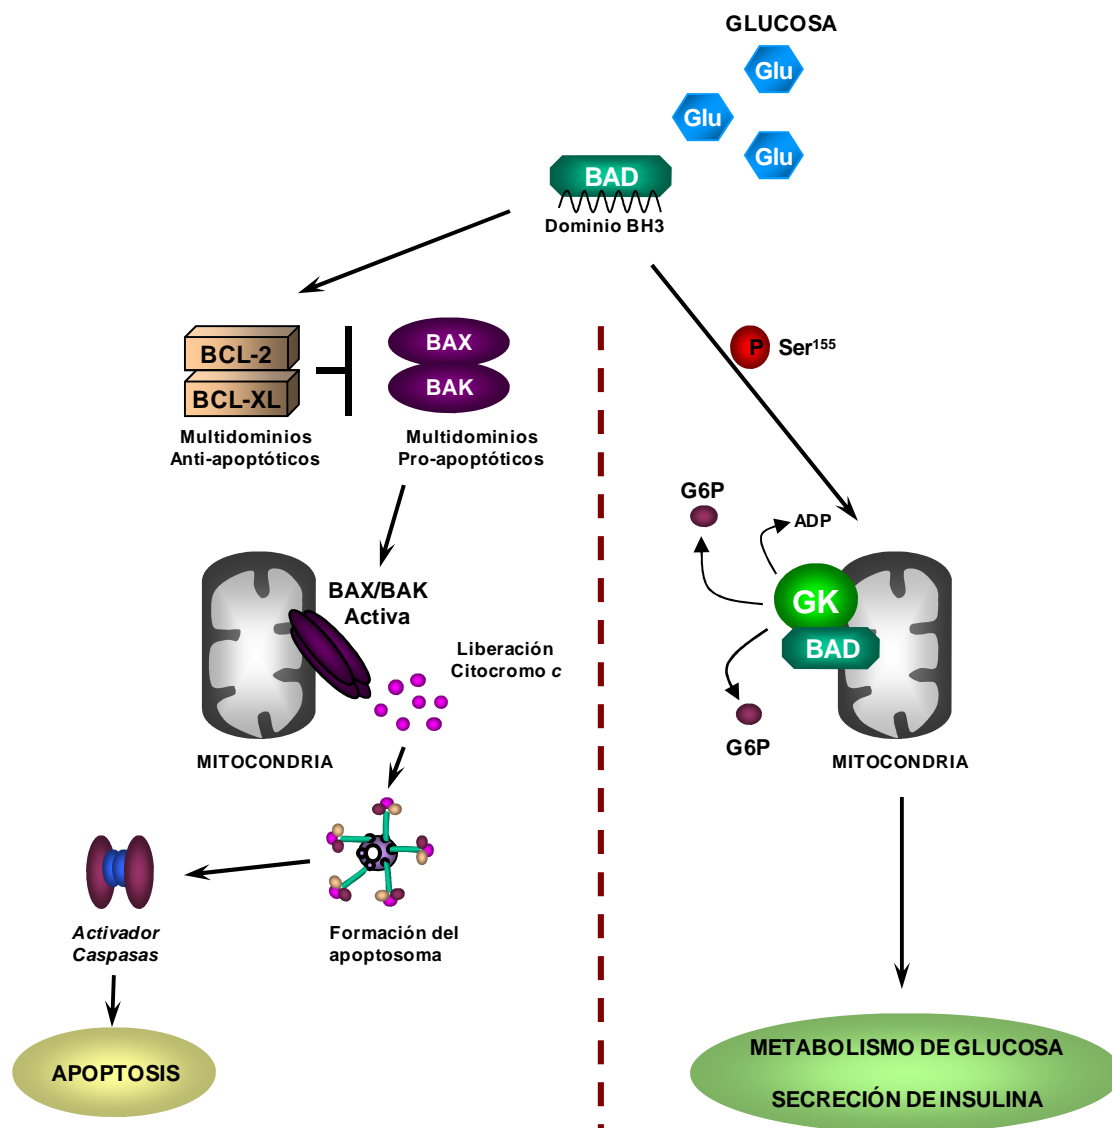 GLUCOSA
Glu
Glu
Glu
BAD
Dominio BH3
BCL-2
BCL-XL
Multidominios
Anti-apoptóticos
BAX
BAK
Multidominios
Pro-apoptóticos
P Ser155
G6P
ADP
GK
BAD
G6P
MITOCONDRIA
BAX/BAK
Activa
Liberación
Citocromo c
MITOCONDRIA
Formación del
apoptosoma
Activador
Caspasas
APOPTOSIS
METABOLISMO DE GLUCOSA
SECRECIÓN DE INSULINA